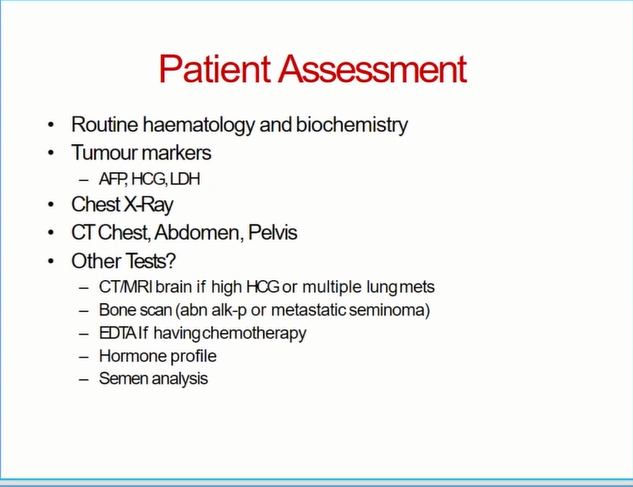 Patient Assessment
• Routine haematology and biochemistry
• Tumour markers
– AFP, HCG, LDH
• Chest X-Ray
• CT Chest, Abdomen, Pelvis
• Other Tests?
– CT/MRI brain if high HCG or multiple lung mets
– Bone scan (abn alk-p or metastatic seminoma)
– EDTA If having chemotherapy
– Hormone profile
– Semen analysis